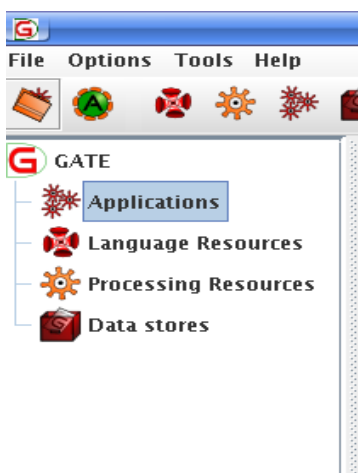 G
File Options Tools Help
A
G GATE
Applications
Language Resources
Processing Resources
G Data stores